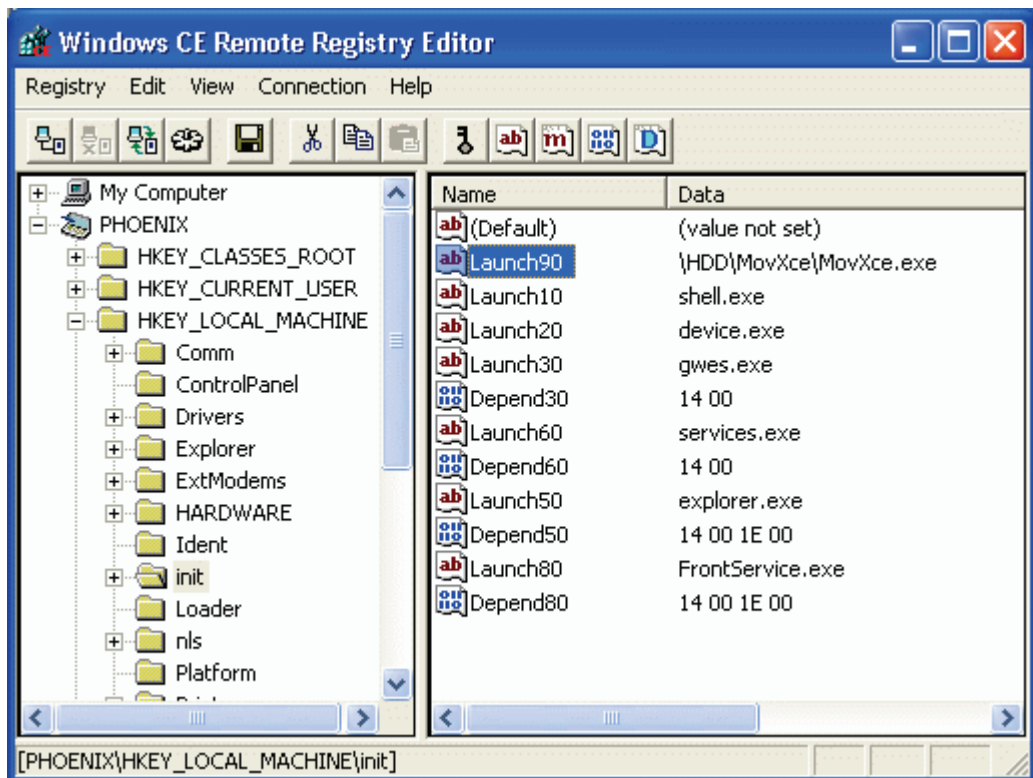 Windows CE Remote Registry Editor
Registry Edit View Connection Help
My Computer
PHOENIX
HKEY_CLASSES_ROOT
HKEY_CURRENT_USER
HKEY_LOCAL_MACHINE
Comm
ControlPanel
Drivers
Explorer
ExtModems
HARDWARE
Ident
init
Loader
nls
Platform
Name Data
(Default) (value not set)
Launch90 \HDD\MovXce\MovXce.exe
Launch10 shell.exe
Launch20 device.exe
Launch30 gwes.exe
Depend30 14 00
Launch60 services.exe
Depend60 14 00
Launch50 explorer.exe
Depend50 14 00 1E 00
Launch80 FrontService.exe
Depend80 14 00 1E 00
[PHOENIX\HKEY_LOCAL_MACHINE\init]